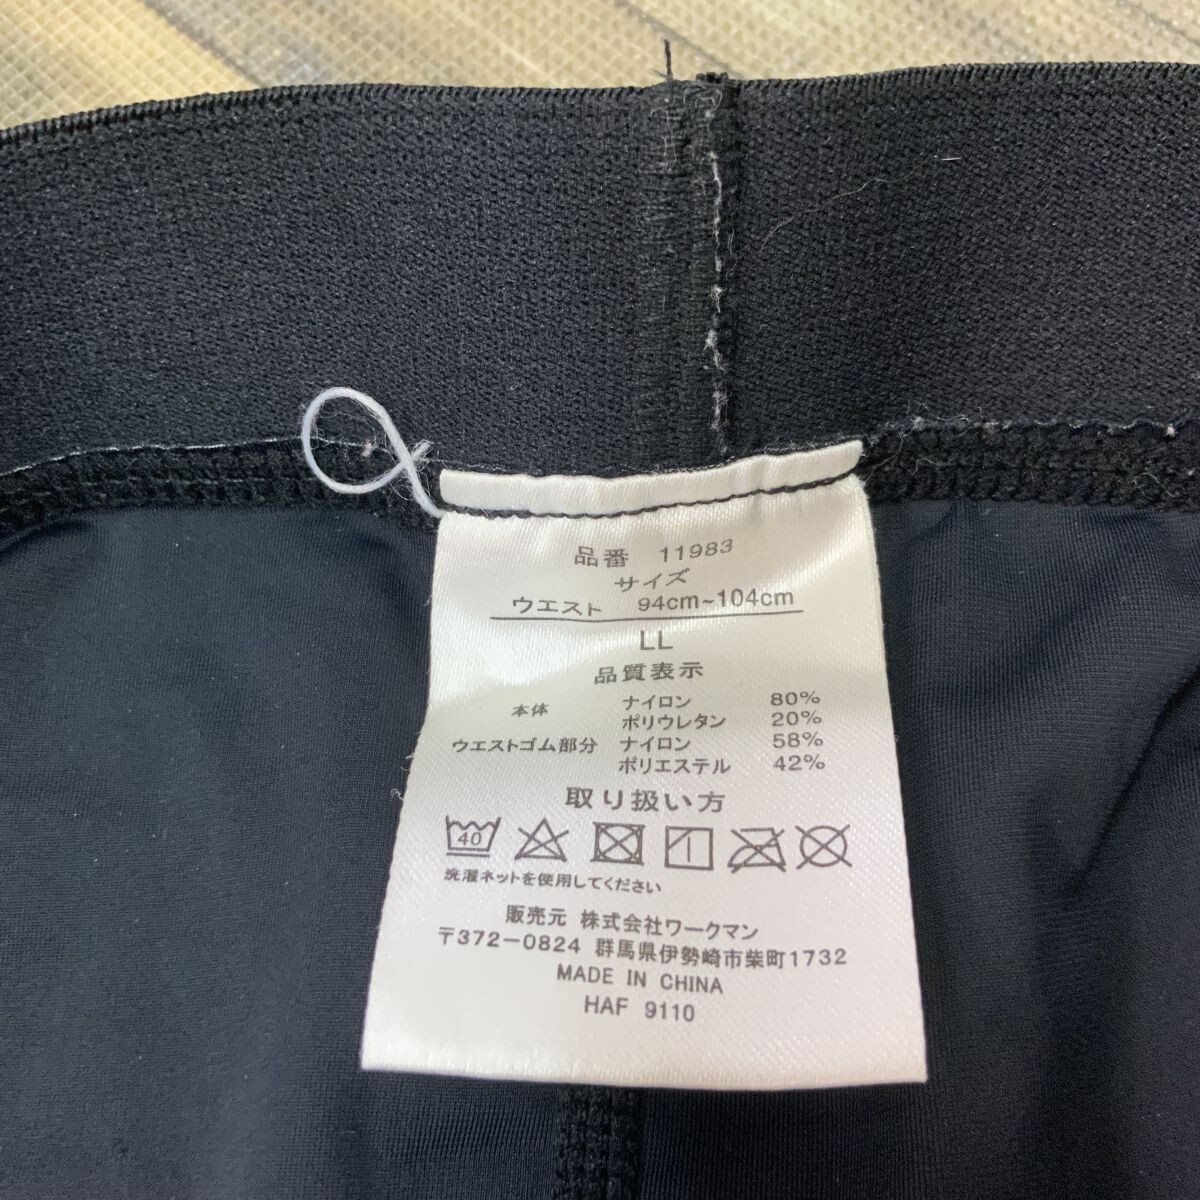 品番 11983
サイズ
ウエスト 94cm~104cm
LL
品質表示
本体 ナイロン 80%
ポリウレタン 20%
ウエストゴム部分 ナイロン 58%
ポリエステル 42%
取り扱い方
40
洗濯ネットを使用してください
販売元 株式会社ワークマン
〒372-0824 群馬県伊勢崎市柴町1732
MADE IN CHINA
HAF 9110